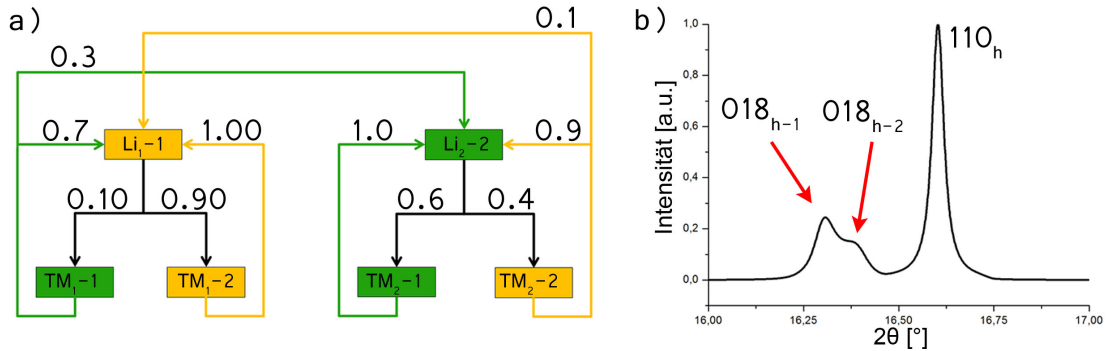 a)
0.1
0.3
0.7
1.00
1.0
0.9
Li1-1
Li2-2
0.10
0.90
0.6
0.4
TM1-1
TM1-2
TM2-1
TM2-2
b)
1,0
0,8
0,6
0,4
0,2
0,0
Intensität [a.u.]
110h
018h-1
018h-2
16,00
16,25
16,50
16,75
17,00
2θ [°]